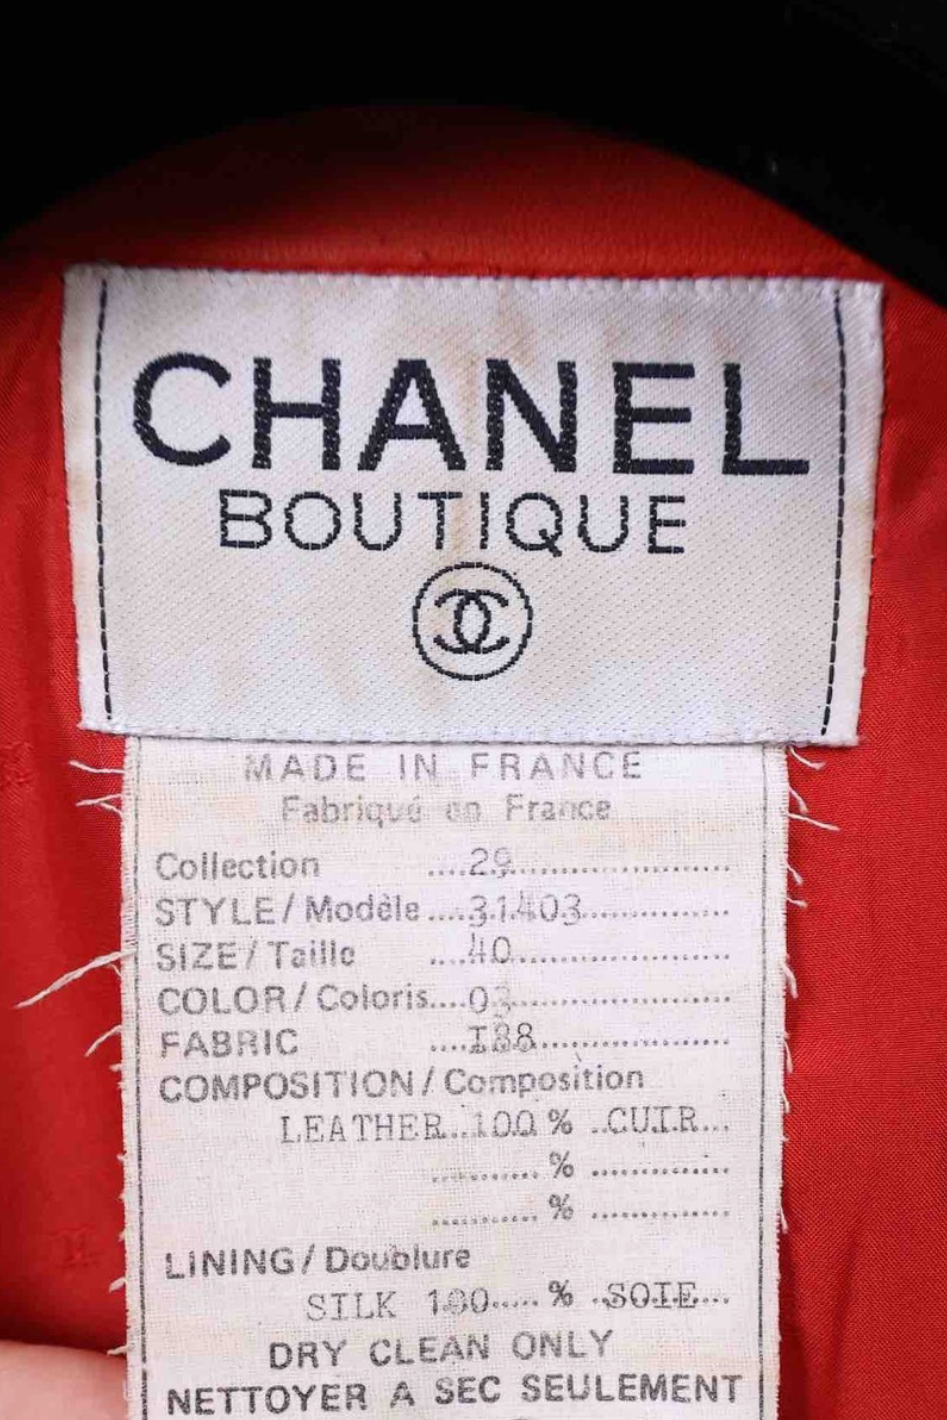 CHANEL
BOUTIQUE
MADE IN FRANCE
Fabriqué en France
Collection ....29..............................
STYLE/Modèle ....31403....................
SIZE/Taille ....40..............................
COLOR/Coloris....03..............................
FABRIC ....I88..........................
COMPOSITION/Composition
LEATHER..100 % ..CUIR...
............. % .................
............. % .................
LINING/Doublure
SILK 100..... % .SOIE...
DRY CLEAN ONLY
NETTOYER A SEC SEULEMENT